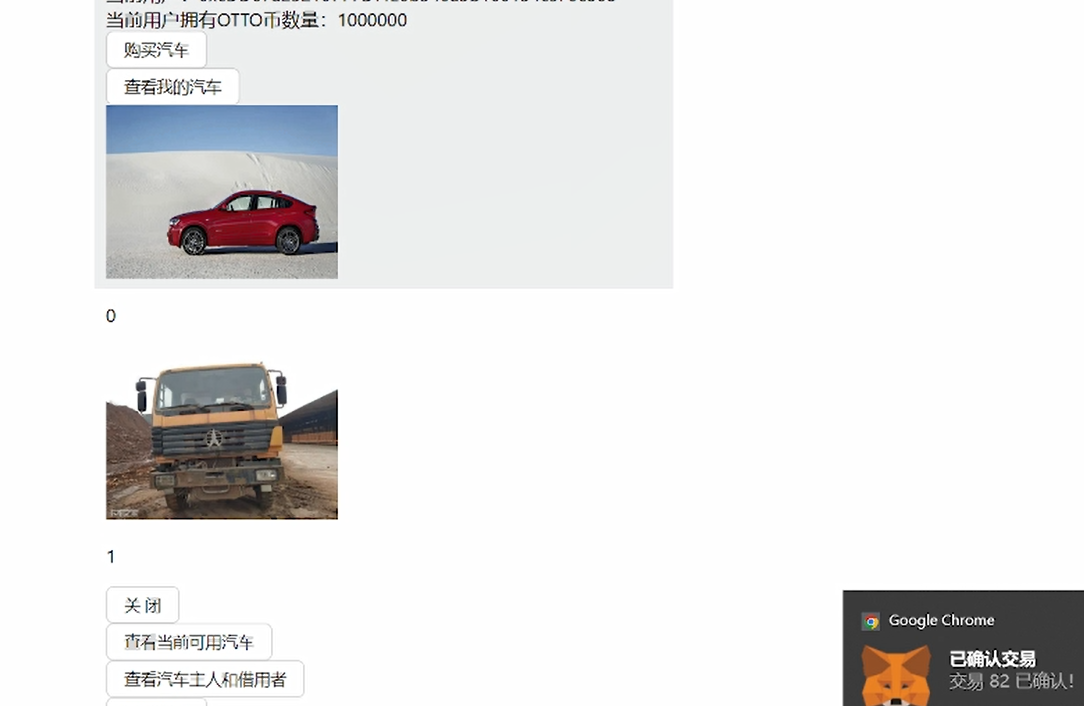 当前用户拥有OTTO币数量：1000000
购买汽车
查看我的汽车
0
1
关 闭
查看当前可用汽车
查看汽车主人和借用者
Google Chrome
已确认交易
交易 82 已确认!